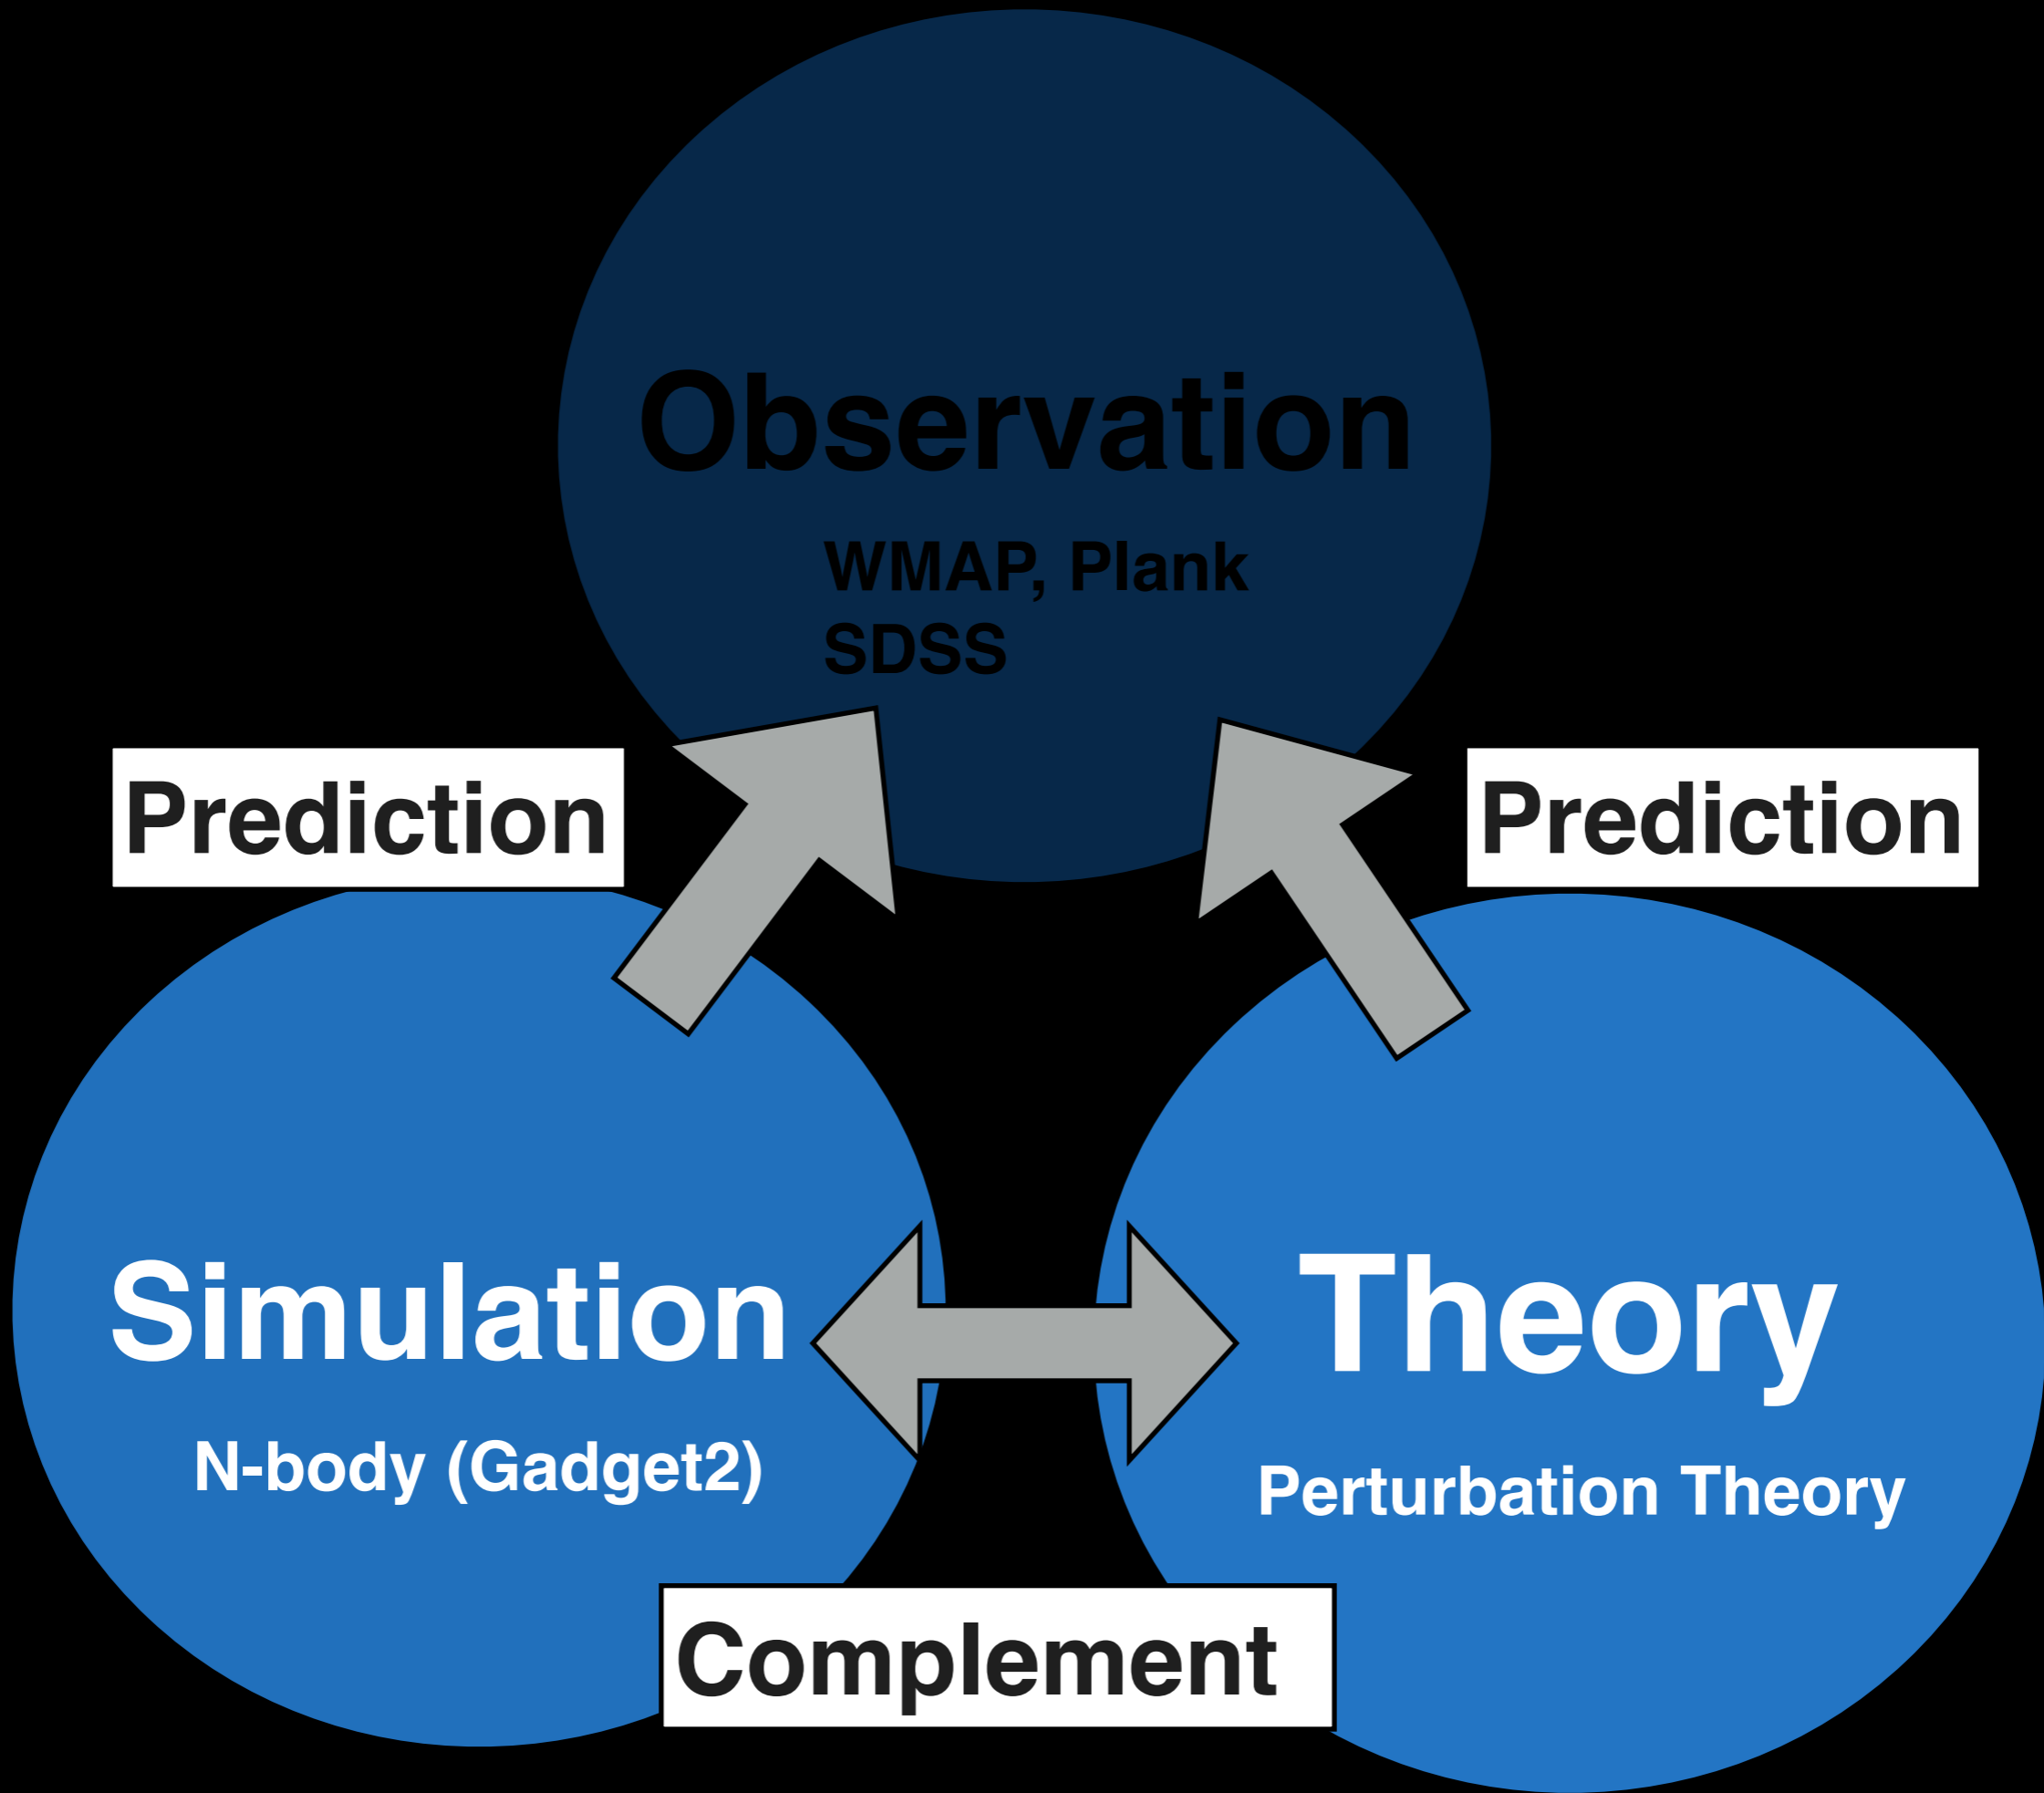 Observation
WMAP, Plank
SDSS
Prediction
Prediction
Simulation
N-body (Gadget2)
Theory
Perturbation Theory
Complement